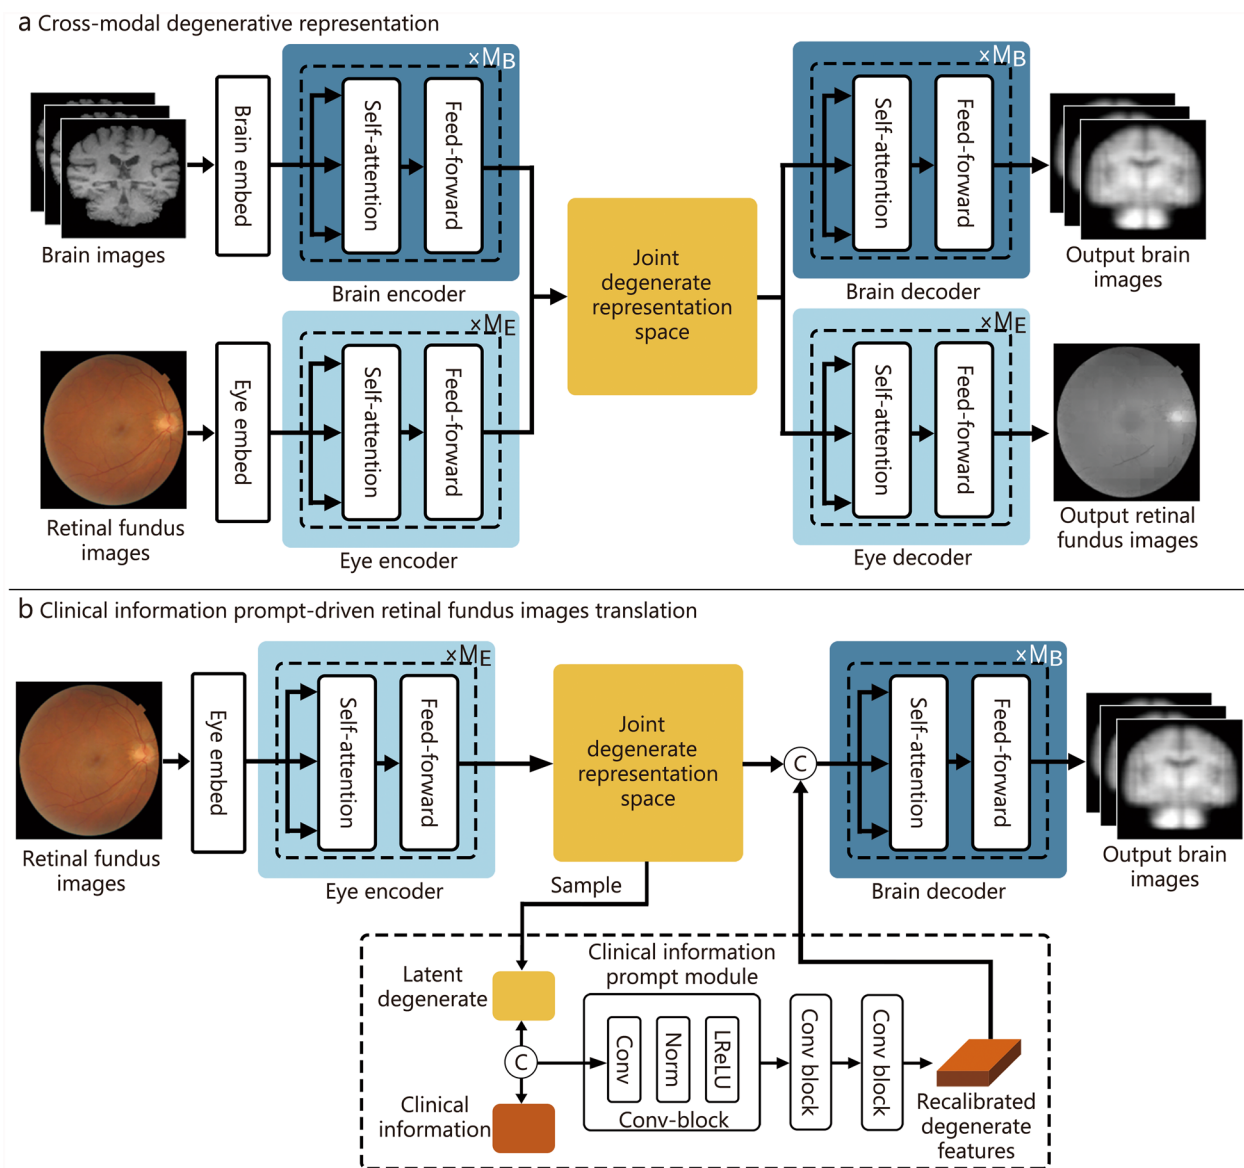 a Cross-modal degenerative representation
×MB
×MB
Brain embed
Self-attention
Feed-forward
Self-attention
Feed-forward
Brain images
Brain encoder
Joint
degenerate
representation
space
Brain decoder
Output brain
images
×ME
×ME
Eye embed
Self-attention
Feed-forward
Self-attention
Feed-forward
Retinal fundus
images
Eye encoder
Eye decoder
Output retinal
fundus images
b Clinical information prompt-driven retinal fundus images translation
×ME
×MB
Eye embed
Self-attention
Feed-forward
Joint
degenerate
representation
space
C
Self-attention
Feed-forward
Retinal fundus
images
Eye encoder
Sample
Brain decoder
Output brain
images
Latent
degenerate
Clinical information
prompt module
C
Conv
Norm
LReLU
Conv block
Conv block
Clinical
information
Conv-block
Recalibrated
degenerate
features